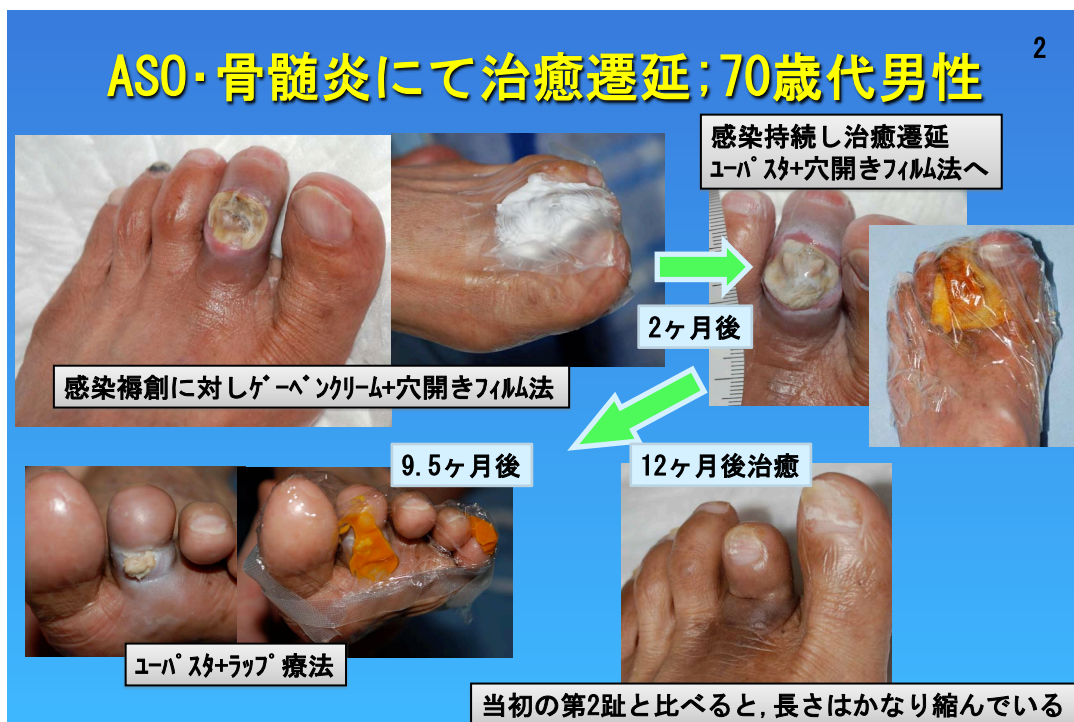 2
ASO・骨髄炎にて治癒遷延;70歳代男性
感染持続し治癒遷延
ﾕｰﾊﾟｽﾀ+穴開きﾌｨﾙﾑ法へ
2ヶ月後
感染褥創に対しｹﾞｰﾍﾞﾝｸﾘｰﾑ+穴開きﾌｨﾙﾑ法
9.5ヶ月後
12ヶ月後治癒
ﾕｰﾊﾟｽﾀ+ﾗｯﾌﾟ療法
当初の第2趾と比べると,長さはかなり縮んでいる